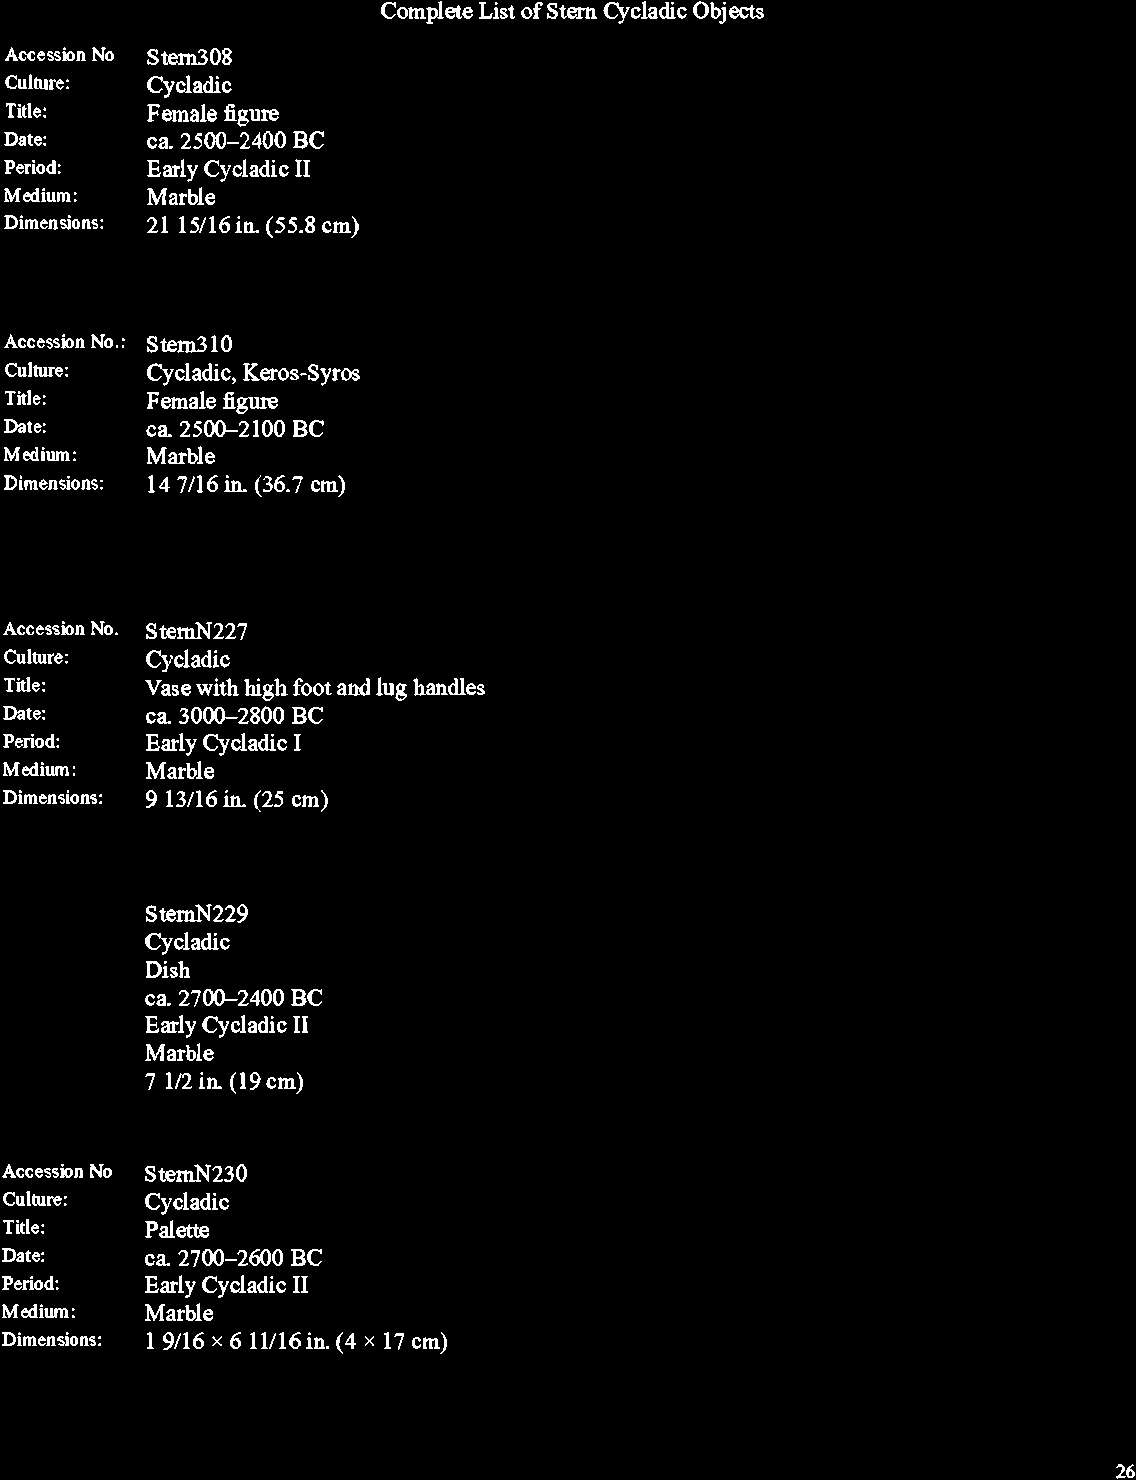 Complete List of Stern Cycladic Objects
Accession No Stern308
Culture: Cycladic
Title: Female figure
Date: ca. 2500–2400 BC
Period: Early Cycladic II
Medium: Marble
Dimensions: 21 15/16 in. (55.8 cm)
Accession No.: Stern310
Culture: Cycladic, Keros-Syros
Title: Female figure
Date: ca. 2500–2100 BC
Medium: Marble
Dimensions: 14 7/16 in. (36.7 cm)
Accession No. SternN227
Culture: Cycladic
Title: Vase with high foot and lug handles
Date: ca. 3000–2800 BC
Period: Early Cycladic I
Medium: Marble
Dimensions: 9 13/16 in. (25 cm)
SternN229
Cycladic
Dish
ca. 2700–2400 BC
Early Cycladic II
Marble
7 1/2 in. (19 cm)
Accession No SternN230
Culture: Cycladic
Title: Palette
Date: ca. 2700–2600 BC
Period: Early Cycladic II
Medium: Marble
Dimensions: 1 9/16 × 6 11/16 in. (4 × 17 cm)
26